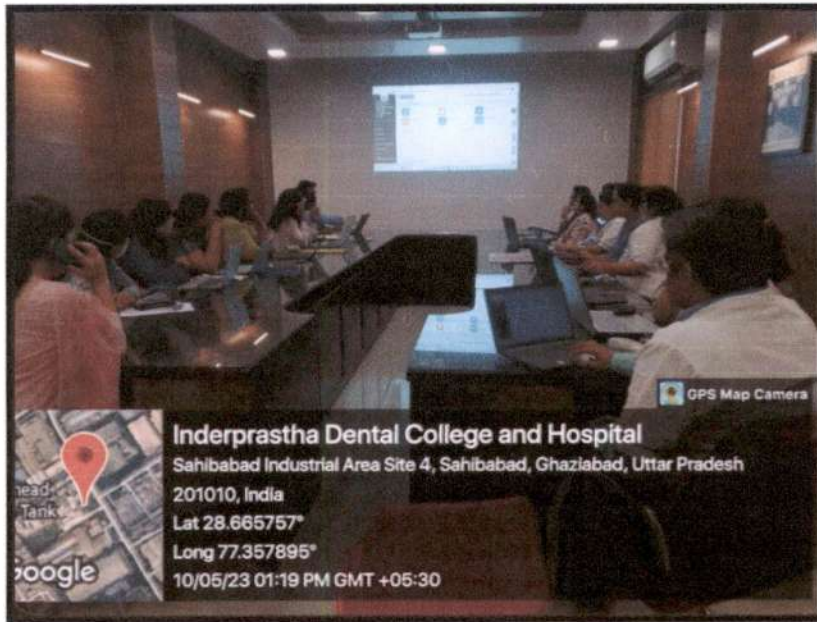 GPS Map Camera
Inderprastha Dental College and Hospital
Sahibabad Industrial Area Site 4, Sahibabad, Ghaziabad, Uttar Pradesh
201010, India
Lat 28.665757°
Long 77.357895°
10/05/23 01:19 PM GMT +05:30
Tank
Google